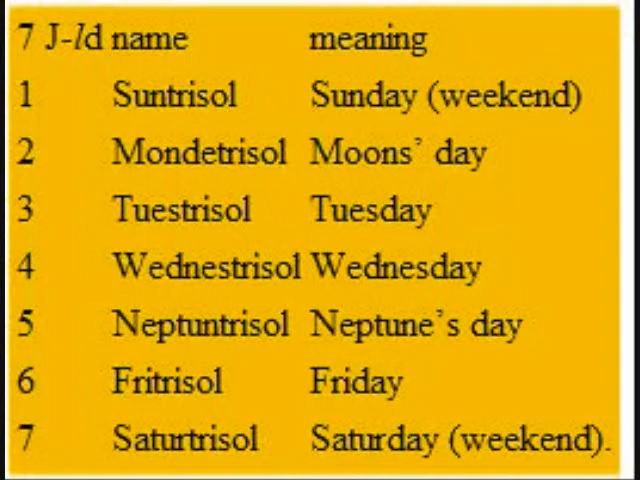 7 J-ld name meaning
1 Suntrisol Sunday (weekend)
2 Mondetrisol Moons’ day
3 Tuestrisol Tuesday
4 Wednestrisol Wednesday
5 Neptuntrisol Neptune’s day
6 Fritrisol Friday
7 Saturtrisol Saturday (weekend).